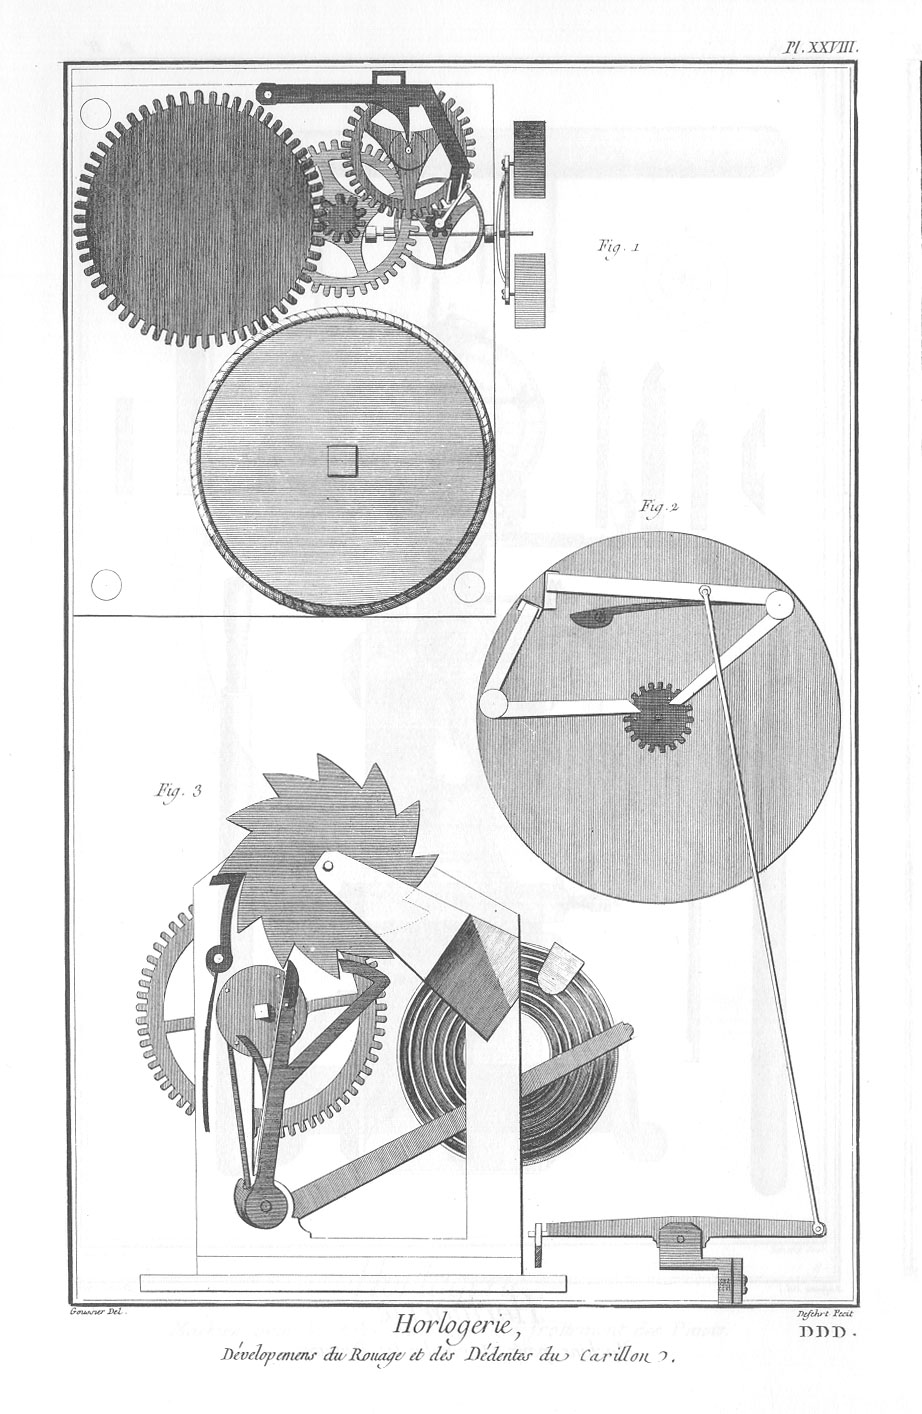 Pl. XXVIII.
Fig. 1
Fig. 2
Fig. 3
Goussier Del.
Defehrt Fecit
Horlogerie,
DDD.
Dévelopemens du Rouage et des Dédentes du Carillon.